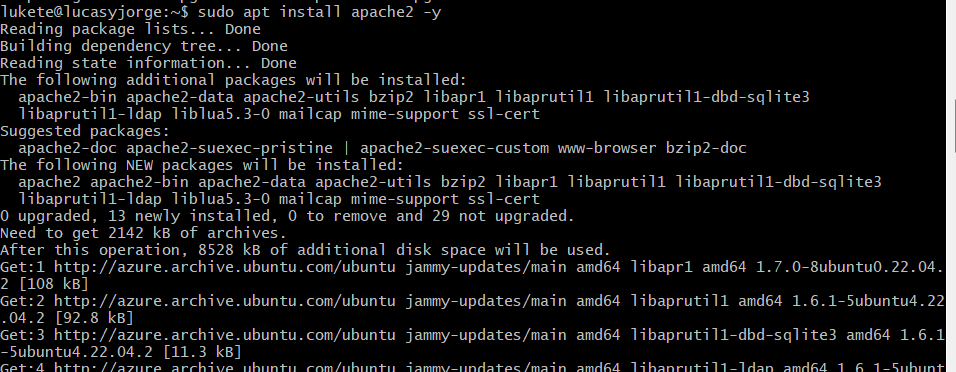 lukete@lucasyjorge:~$ sudo apt install apache2 -y
Reading package lists... Done
Building dependency tree... Done
Reading state information... Done
The following additional packages will be installed:
  apache2-bin apache2-data apache2-utils bzip2 libapr1 libaprutil1 libaprutil1-dbd-sqlite3
  libaprutil1-ldap liblua5.3-0 mailcap mime-support ssl-cert
Suggested packages:
  apache2-doc apache2-suexec-pristine | apache2-suexec-custom www-browser bzip2-doc
The following NEW packages will be installed:
  apache2 apache2-bin apache2-data apache2-utils bzip2 libapr1 libaprutil1 libaprutil1-dbd-sqlite3
  libaprutil1-ldap liblua5.3-0 mailcap mime-support ssl-cert
0 upgraded, 13 newly installed, 0 to remove and 29 not upgraded.
Need to get 2142 kB of archives.
After this operation, 8528 kB of additional disk space will be used.
Get:1 http://azure.archive.ubuntu.com/ubuntu jammy-updates/main amd64 libapr1 amd64 1.7.0-8ubuntu0.22.04.
2 [108 kB]
Get:2 http://azure.archive.ubuntu.com/ubuntu jammy-updates/main amd64 libaprutil1 amd64 1.6.1-5ubuntu4.22
.04.2 [92.8 kB]
Get:3 http://azure.archive.ubuntu.com/ubuntu jammy-updates/main amd64 libaprutil1-dbd-sqlite3 amd64 1.6.1
-5ubuntu4.22.04.2 [11.3 kB]
Get:4 http://azure.archive.ubuntu.com/ubuntu jammy-updates/main amd64 libaprutil1-ldap amd64 1.6.1-5ubunt